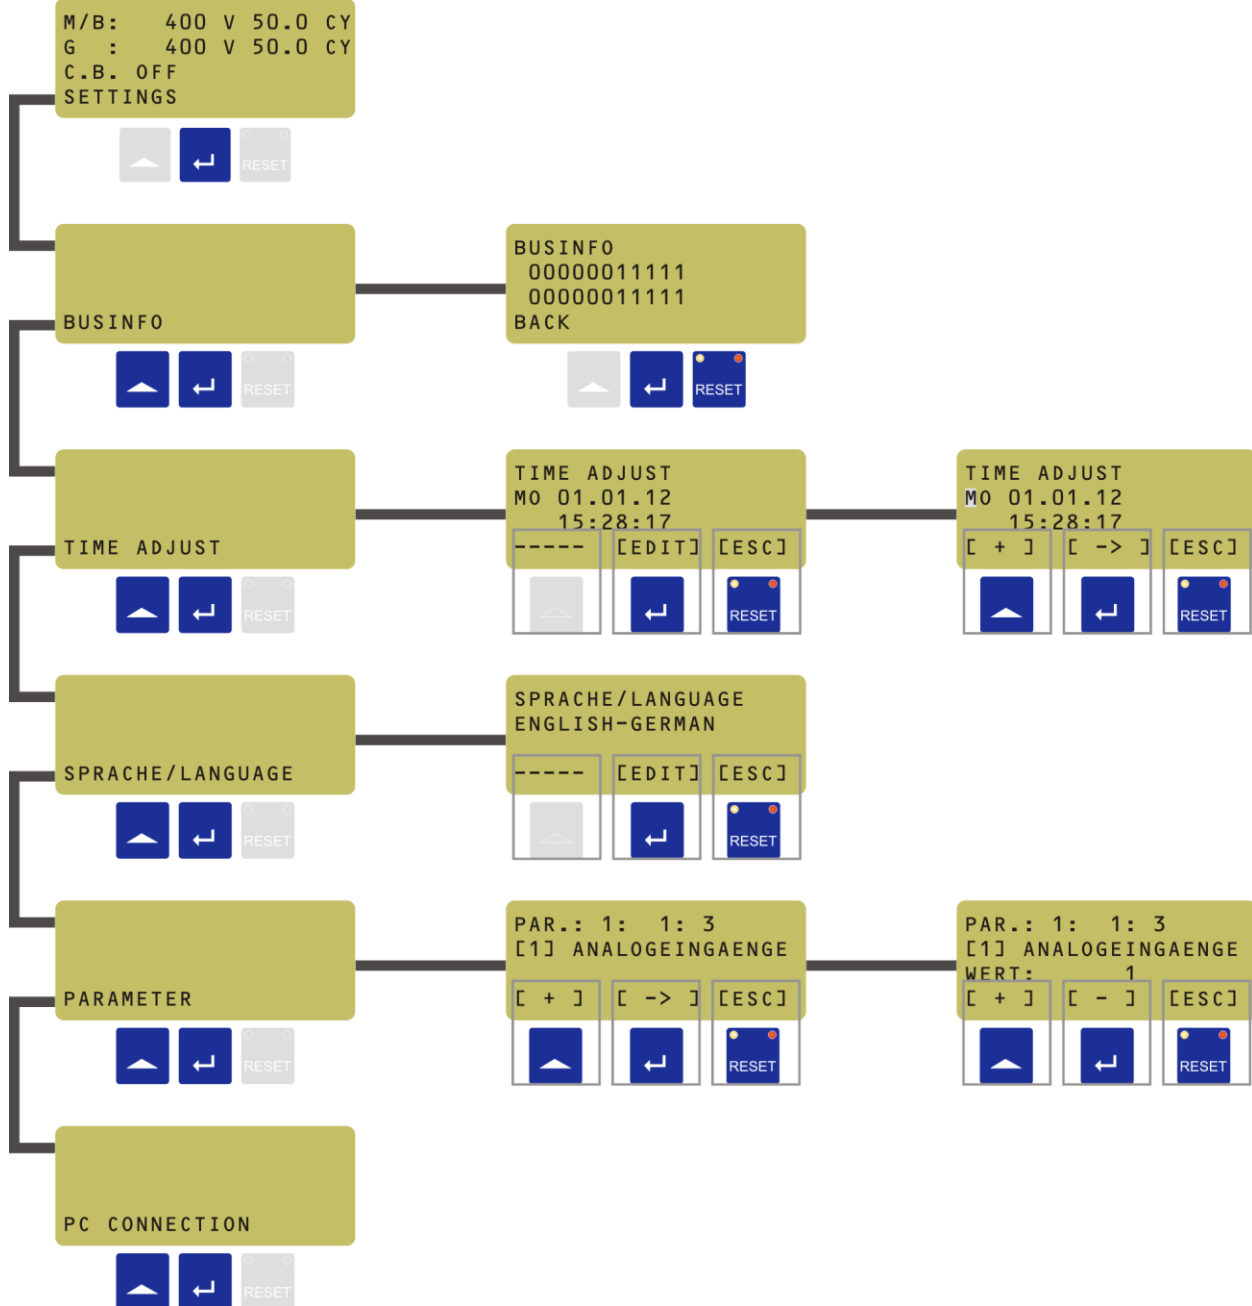 M/B: 400 V 50.0 CY
G : 400 V 50.0 CY
C.B. OFF
SETTINGS
RESET
BUSINFO
RESET
BUSINFO
00000011111
00000011111
BACK
RESET
TIME ADJUST
RESET
TIME ADJUST
MO 01.01.12
15:28:17
----- [EDIT] [ESC]
RESET
TIME ADJUST
MO 01.01.12
15:28:17
[ + ] [ -> ] [ESC]
RESET
SPRACHE/LANGUAGE
RESET
SPRACHE/LANGUAGE
ENGLISH-GERMAN
----- [EDIT] [ESC]
RESET
PARAMETER
RESET
PAR.: 1: 1: 3
[1] ANALOGEINGAENGE
[ + ] [ -> ] [ESC]
RESET
PAR.: 1: 1: 3
[1] ANALOGEINGAENGE
WERT: 1
[ + ] [ - ] [ESC]
RESET
PC CONNECTION
RESET